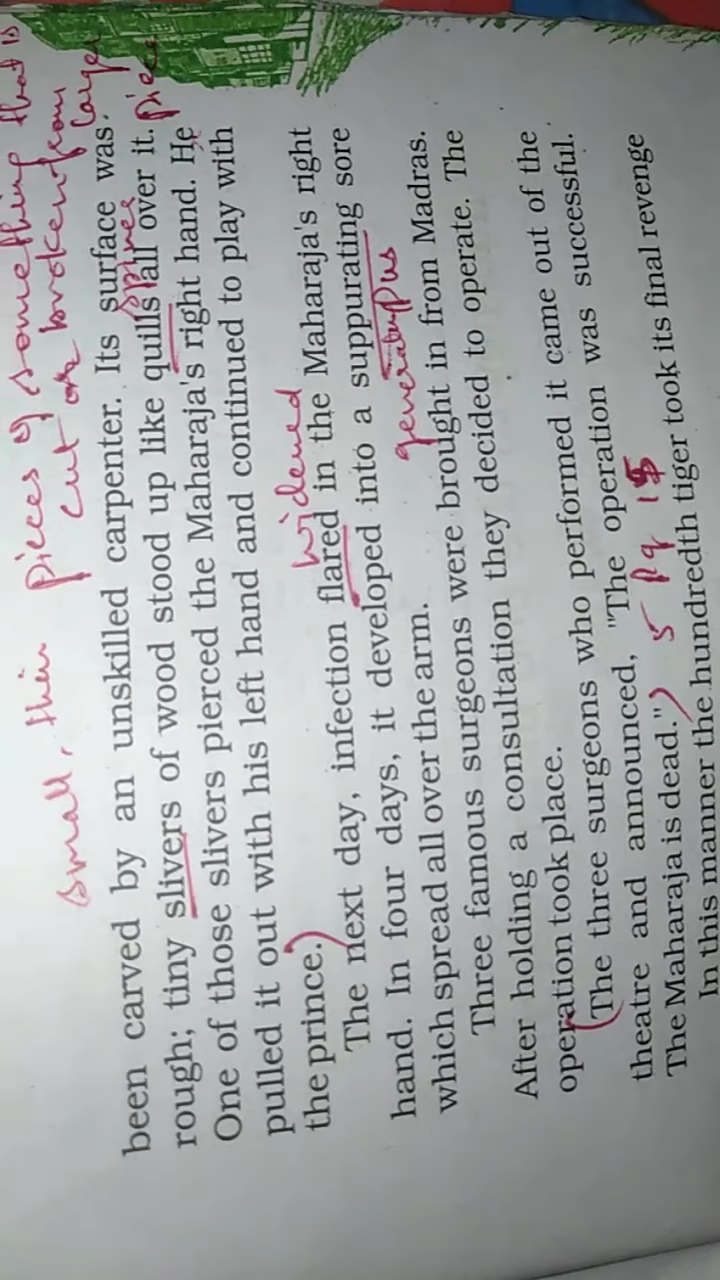 small, thin pieces of something that is
cut or broken from larger
piece
been carved by an unskilled carpenter. Its surface was
spines
rough; tiny slivers of wood stood up like quills all over it.
One of those slivers pierced the Maharaja's right hand. He
pulled it out with his left hand and continued to play with
the prince.)
widened
The next day, infection flared in the Maharaja's right
hand. In four days, it developed into a suppurating sore
generating pus
which spread all over the arm.
Three famous surgeons were brought in from Madras.
After holding a consultation they decided to operate. The
operation took place.
(The three surgeons who performed it came out of the
theatre and announced, "The operation was successful.
The Maharaja is dead.") 5
In this manner the hundredth tiger took its final revenge